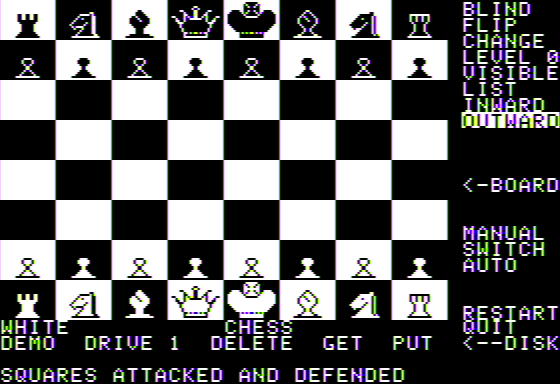 BLIND
FLIP
CHANGE
LEVEL 0
VISIBLE
LIST
INWARD
OUTWARD
<-BOARD
MANUAL
SWITCH
AUTO
RESTART
WHITE CHESS QUIT
DEMO DRIVE 1 DELETE GET PUT <--DISK
SQUARES ATTACKED AND DEFENDED